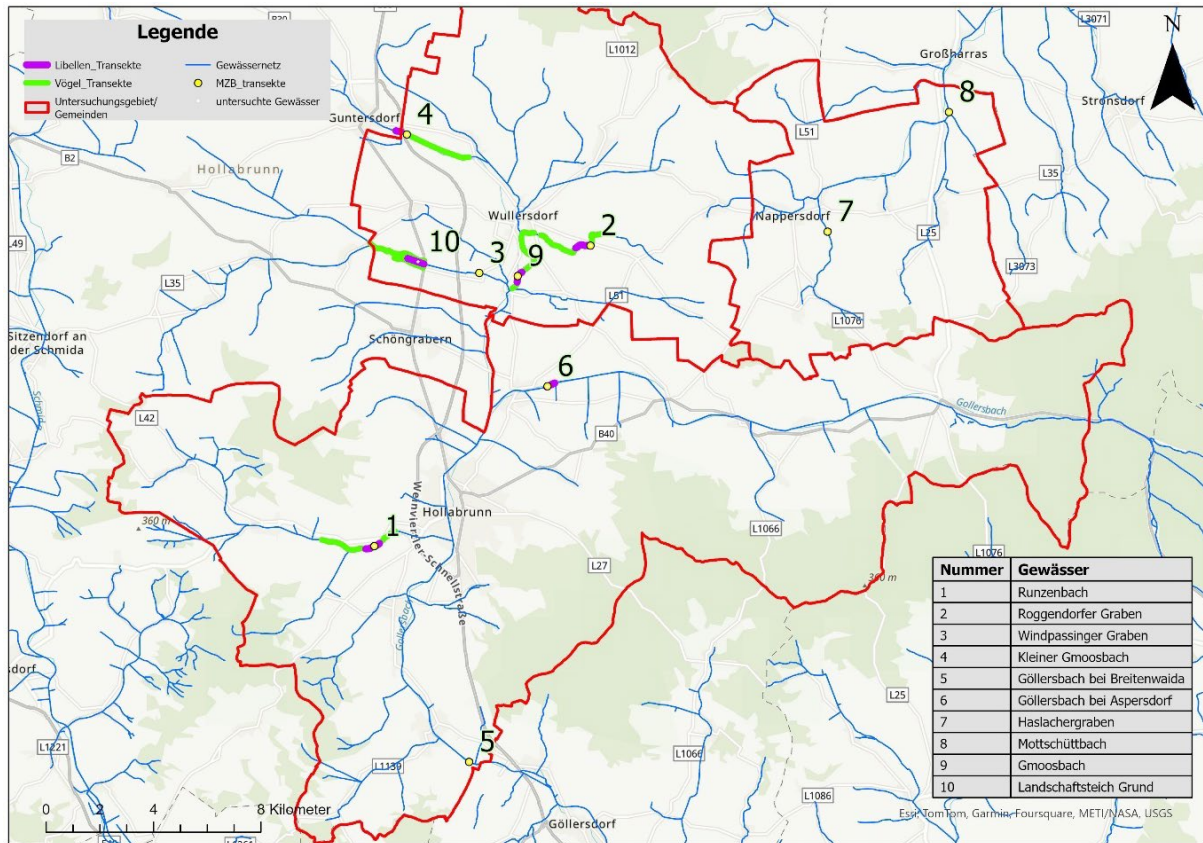 Legende
Libellen_Transekte
Gewässernetz
Vögel_Transekte
MZB_transekte
Untersuchungsgebiet/
Gemeinden
untersuchte Gewässer
B30
L1012
L3071
N
Großharras
Stronsdorf
8
L51
Guntersdorf
4
B2
Hollabrunn
L35
Wullersdorf
2
Nappersdorf
7
L25
L49
10
3
9
L3073
L35
L51
L1070
Sitzendorf an
der Schmida
Schöngrabern
6
Schmida
L42
Göllersbach
B40
Weinviertler-Schnellstraße
Hollabrunn
360 m
1
L1066
L1076
L27
360 m
Göllersbach
sdorf
L25
L1221
L1139
5
L1066
L1086
0 2 4 8 Kilometer
Göllersdorf
Nummer Gewässer
1 Runzenbach
2 Roggendorfer Graben
3 Windpassinger Graben
4 Kleiner Gmoosbach
5 Göllersbach bei Breitenwaida
6 Göllersbach bei Aspersdorf
7 Haslachergraben
8 Mottschüttbach
9 Gmoosbach
10 Landschaftsteich Grund
Esri, TomTom, Garmin, Foursquare, METI/NASA, USGS